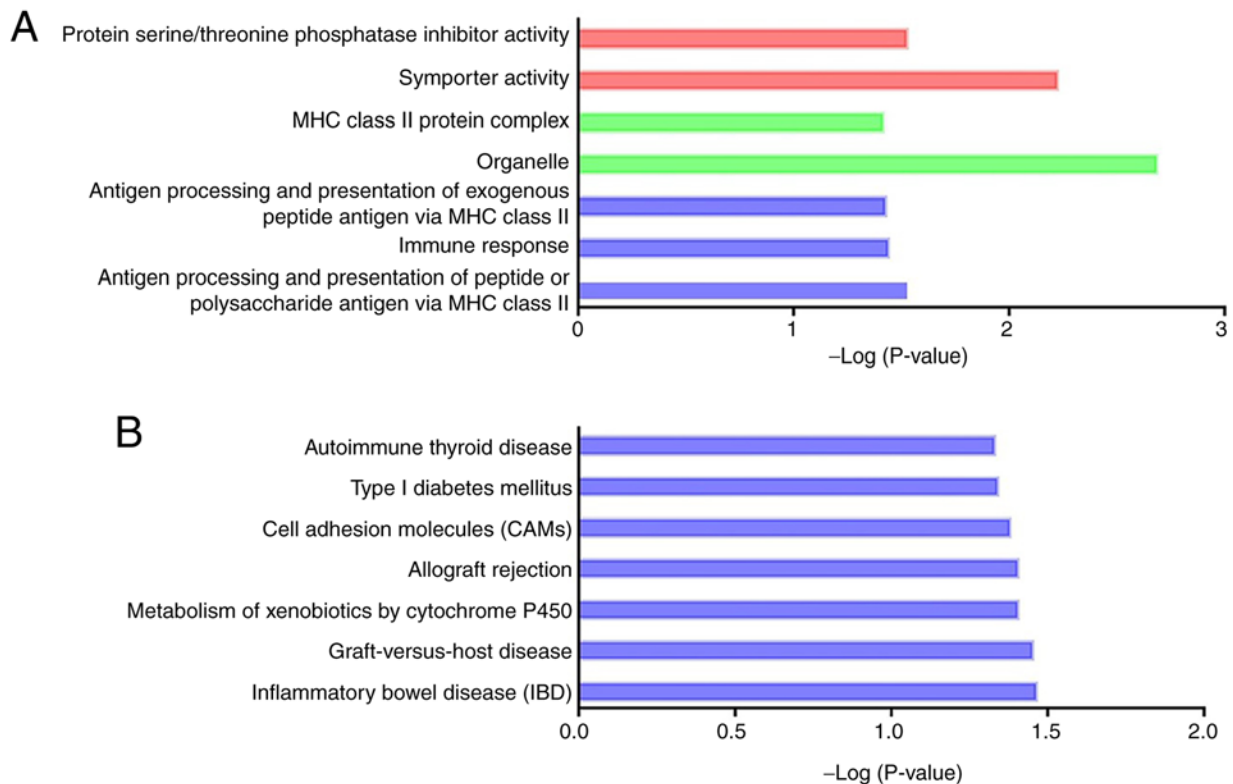 A
Protein serine/threonine phosphatase inhibitor activity
Symporter activity
MHC class II protein complex
Organelle
Antigen processing and presentation of exogenous
peptide antigen via MHC class II
Immune response
Antigen processing and presentation of peptide or
polysaccharide antigen via MHC class II
0 1 2 3
–Log (P-value)
B
Autoimmune thyroid disease
Type I diabetes mellitus
Cell adhesion molecules (CAMs)
Allograft rejection
Metabolism of xenobiotics by cytochrome P450
Graft-versus-host disease
Inflammatory bowel disease (IBD)
0.0 0.5 1.0 1.5 2.0
–Log (P-value)